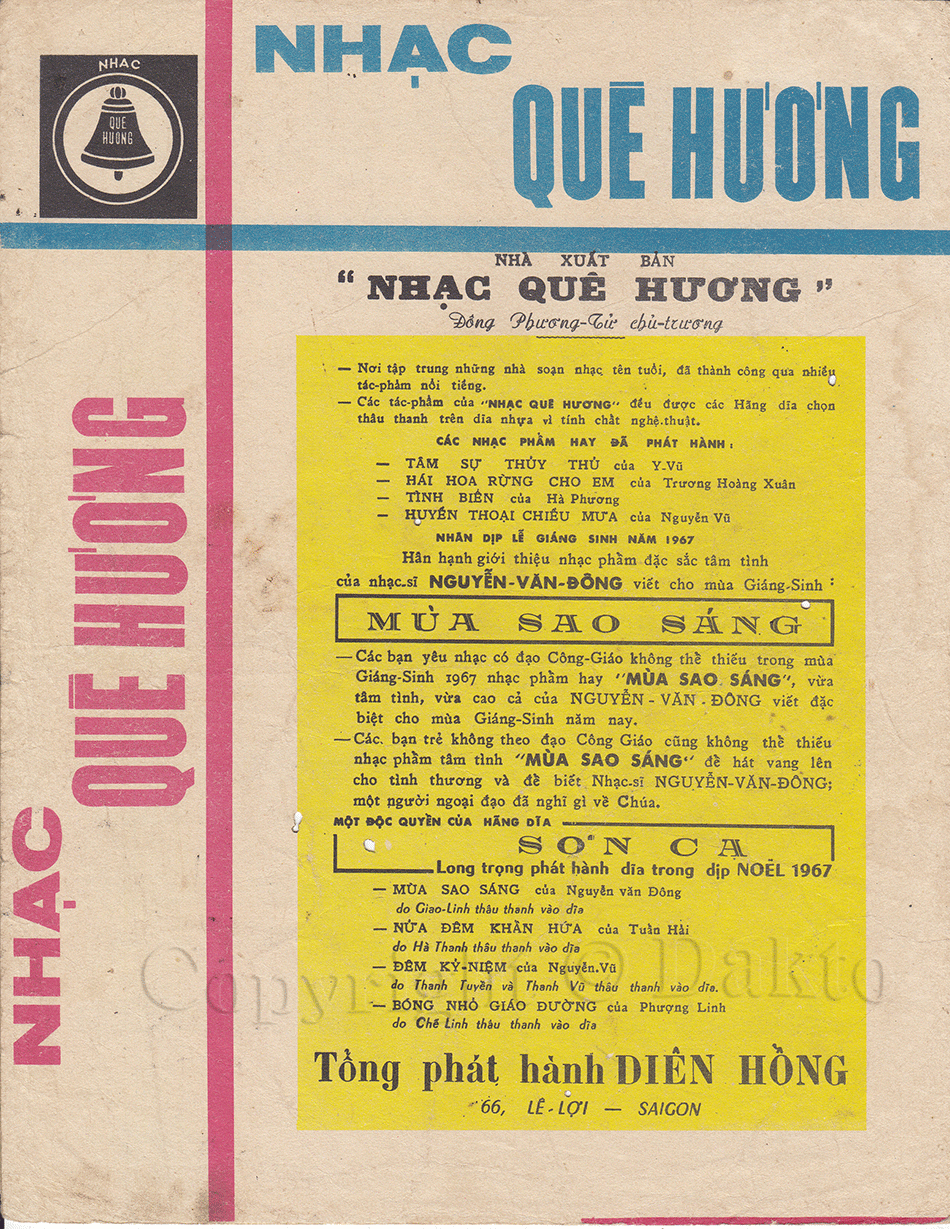 NHẠC
QUÊ
HƯƠNG
NHẠC
QUÊ HƯƠNG
NHẠC
QUÊ HƯƠNG
NHÀ XUẤT BẢN
“NHẠC QUÊ HƯƠNG”
Đông Phương-Tử chủ-trương
— Nơi tập trung những nhà soạn nhạc tên tuổi, đã thành công qua nhiều
tác-phẩm nổi tiếng.
— Các tác-phẩm của "NHẠC QUÊ HƯƠNG" đều được các Hãng dĩa chọn
thâu thanh trên dĩa nhựa vì tính chất nghệ.thuật.
CÁC NHẠC PHẨM HAY ĐÃ PHÁT HÀNH :
— TÂM SỰ THỦY THỦ của Y-Vũ
— HÁI HOA RỪNG CHO EM của Trương Hoàng Xuân
— TÌNH BIỂN của Hà Phương
— HUYỀN THOẠI CHIỀU MƯA của Nguyễn Vũ
NHÂN DỊP LỄ GIÁNG SINH NĂM 1967
Hân hạnh giới thiệu nhạc phẩm đặc sắc tâm tình
của nhạc-sĩ NGUYỄN-VĂN-ĐÔNG viết cho mùa Giáng-Sinh :
MÙA SAO SÁNG
— Các bạn yêu nhạc có đạo Công-Giáo không thể thiếu trong mùa
Giáng-Sinh 1967 nhạc phẩm hay "MÙA SAO SÁNG", vừa
tâm tình, vừa cao cả của NGUYỄN - VĂN - ĐÔNG viết đặc
biệt cho mùa Giáng-Sinh năm nay.
— Các. bạn trẻ không theo đạo Công Giáo cũng không thể thiếu
nhạc phẩm tâm tình "MÙA SAO SÁNG" để hát vang lên
cho tình thương và để biết Nhạc-sĩ NGUYỄN-VĂN-ĐÔNG;
một người ngoại đạo đã nghĩ gì về Chúa.
MỘT ĐỘC QUYỀN CỦA HÃNG DĨA
SƠN CA
Long trọng phát hành dĩa trong dịp NOËL 1967
— MÙA SAO SÁNG của Nguyễn văn Đông
do Giao-Linh thâu thanh vào dĩa
— NỬA ĐÊM KHẤN HỨA của Tuấn Hải
do Hà Thanh thâu thanh vào dĩa
— ĐÊM KỶ-NIỆM của Nguyễn.Vũ
do Thanh Tuyền và Thanh Vũ thâu thanh vào dĩa.
— BÓNG NHỎ GIÁO ĐƯỜNG của Phượng Linh
do Chế Linh thâu thanh vào dĩa
Copyright © Dakto
Tổng phát hành DIÊN HỒNG
66, LÊ-LỢI — SAIGON